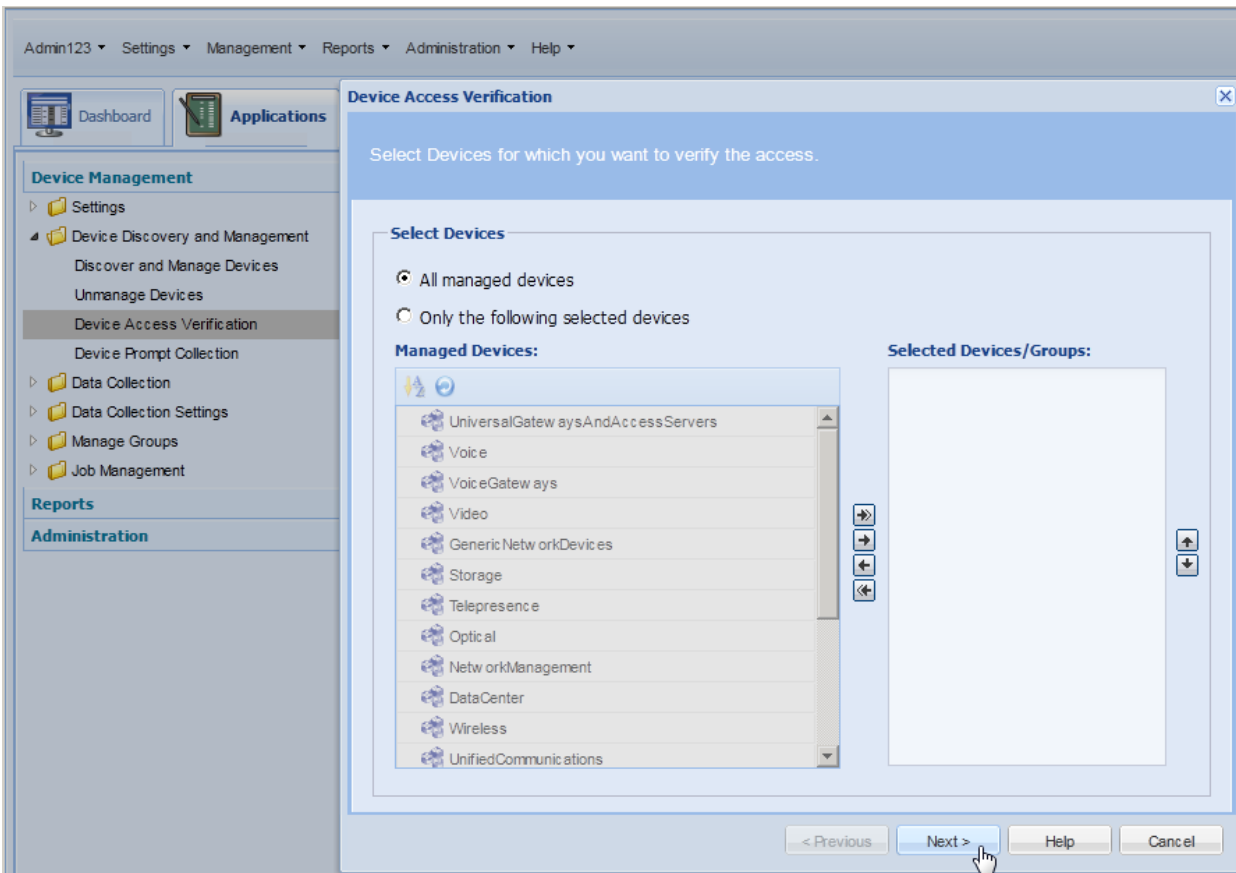 Admin123 Settings Management Reports Administration Help
Dashboard
Applications
Device Management
Settings
Device Discovery and Management
Discover and Manage Devices
Unmanage Devices
Device Access Verification
Device Prompt Collection
Data Collection
Data Collection Settings
Manage Groups
Job Management
Reports
Administration
Device Access Verification
Select Devices for which you want to verify the access.
Select Devices
All managed devices
Only the following selected devices
Managed Devices:
UniversalGatewaysAndAccessServers
Voice
VoiceGateways
Video
GenericNetworkDevices
Storage
Telepresence
Optical
NetworkManagement
DataCenter
Wireless
UnifiedCommunications
Selected Devices/Groups:
< Previous Next > Help Cancel